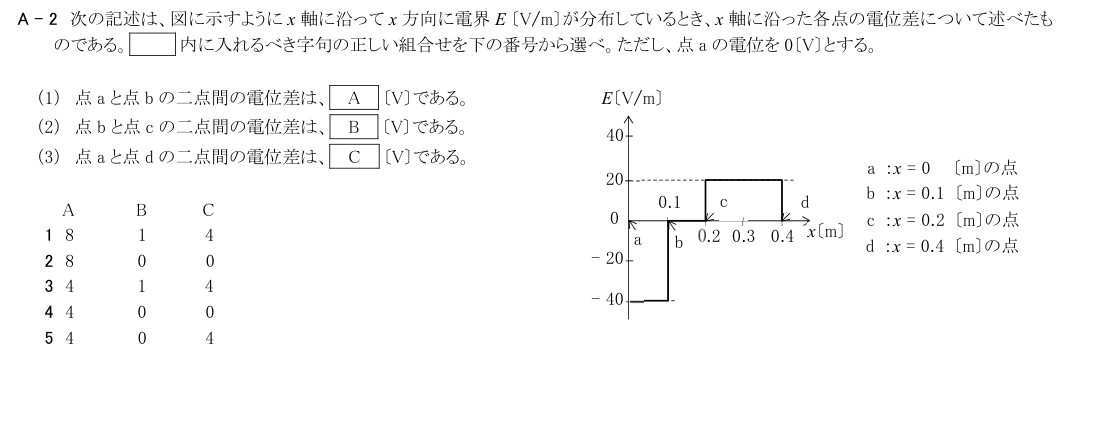 A－2 次の記述は、図に示すように x 軸に沿って x 方向に電界 E〔V/m〕が分布しているとき、x 軸に沿った各点の電位差について述べたも
のである。 内に入れるべき字句の正しい組合せを下の番号から選べ。ただし、点 a の電位を 0〔V〕とする。
(1) 点 a と点 b の二点間の電位差は、 A 〔V〕である。
(2) 点 b と点 c の二点間の電位差は、 B 〔V〕である。
(3) 点 a と点 d の二点間の電位差は、 C 〔V〕である。
A B C
1 8 1 4
2 8 0 0
3 4 1 4
4 4 0 0
5 4 0 4
E〔V/m〕
40
20
0.1 c d
0
a b 0.2 0.3 0.4 x〔m〕
－20
－40
a :x = 0 〔m〕の点
b :x = 0.1 〔m〕の点
c :x = 0.2 〔m〕の点
d :x = 0.4 〔m〕の点